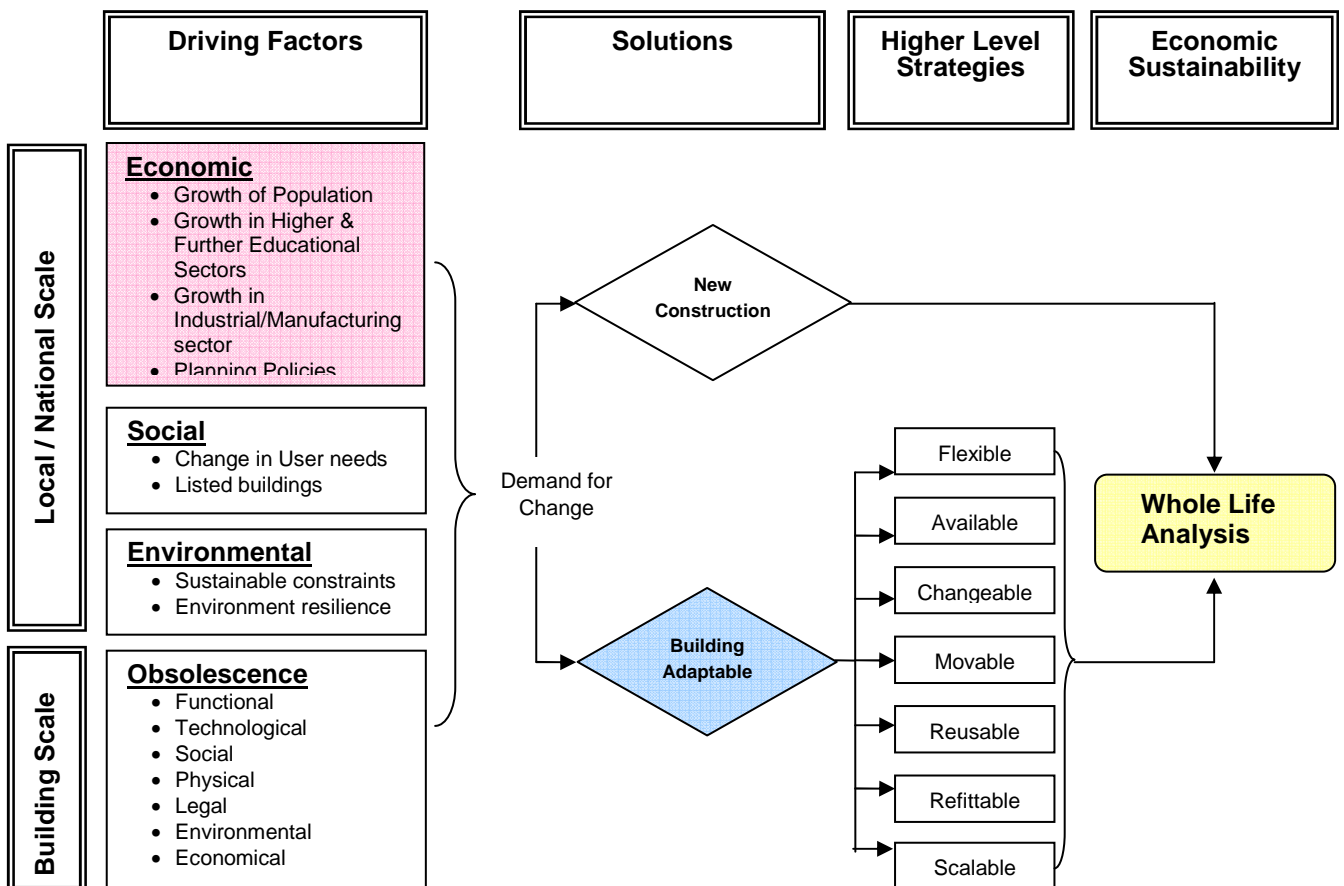 Driving Factors
Solutions
Higher Level
Strategies
Economic
Sustainability
Local / National Scale
Economic
• Growth of Population
• Growth in Higher &
Further Educational
Sectors
• Growth in
Industrial/Manufacturing
sector
• Planning Policies
Social
• Change in User needs
• Listed buildings
Environmental
• Sustainable constraints
• Environment resilience
Building Scale
Obsolescence
• Functional
• Technological
• Social
• Physical
• Legal
• Environmental
• Economical
Demand for
Change
New
Construction
Building
Adaptable
Flexible
Available
Changeable
Movable
Reusable
Refittable
Scalable
Whole Life
Analysis